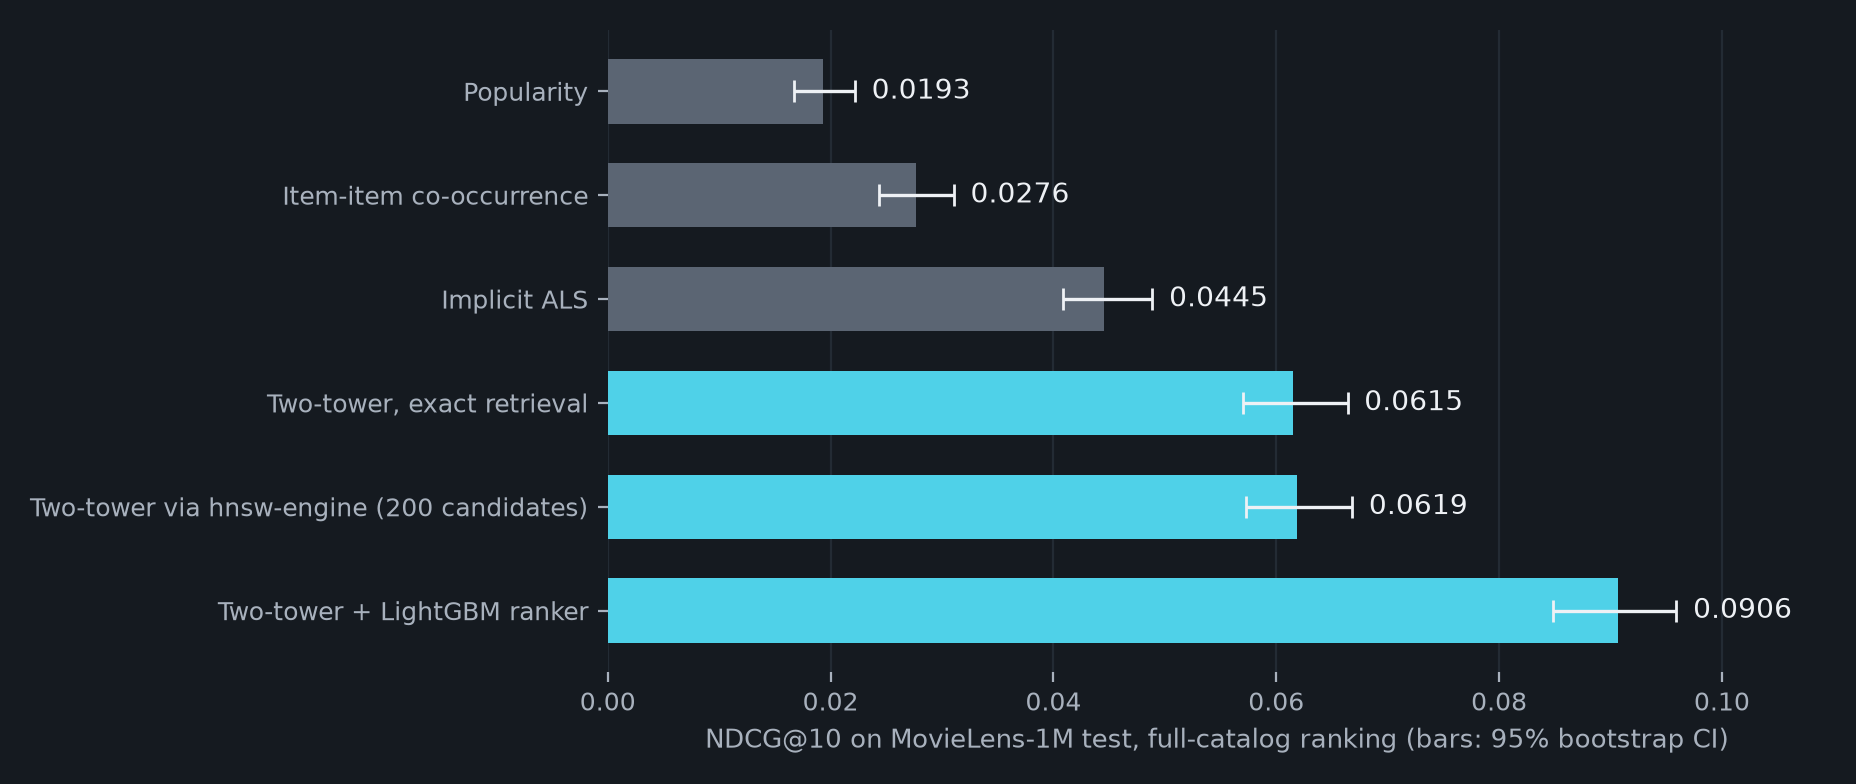 Popularity
0.0193
Item-item co-occurrence
0.0276
Implicit ALS
0.0445
Two-tower, exact retrieval
0.0615
Two-tower via hnsw-engine (200 candidates)
0.0619
Two-tower + LightGBM ranker
0.0906
0.00 0.02 0.04 0.06 0.08 0.10
NDCG@10 on MovieLens-1M test, full-catalog ranking (bars: 95% bootstrap CI)